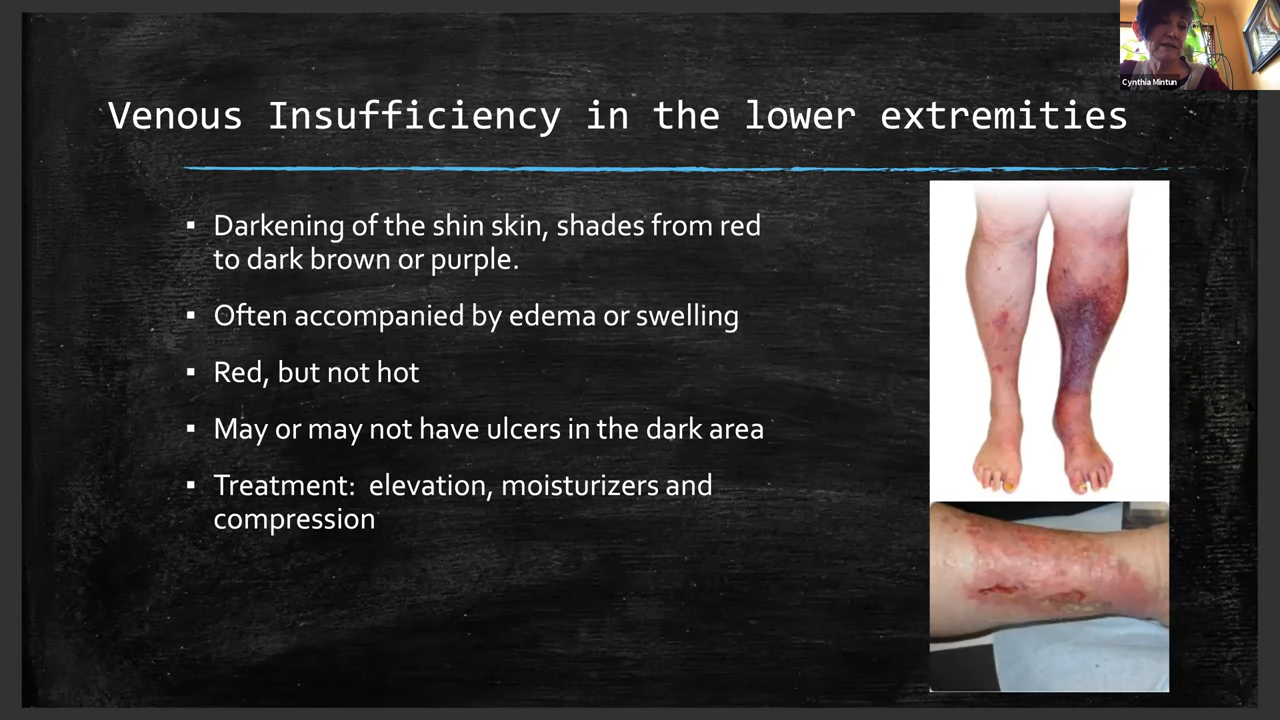 Cynthia Mintun
Venous Insufficiency in the lower extremities
▪ Darkening of the shin skin, shades from red
to dark brown or purple.
▪ Often accompanied by edema or swelling
▪ Red, but not hot
▪ May or may not have ulcers in the dark area
▪ Treatment:  elevation, moisturizers and
compression